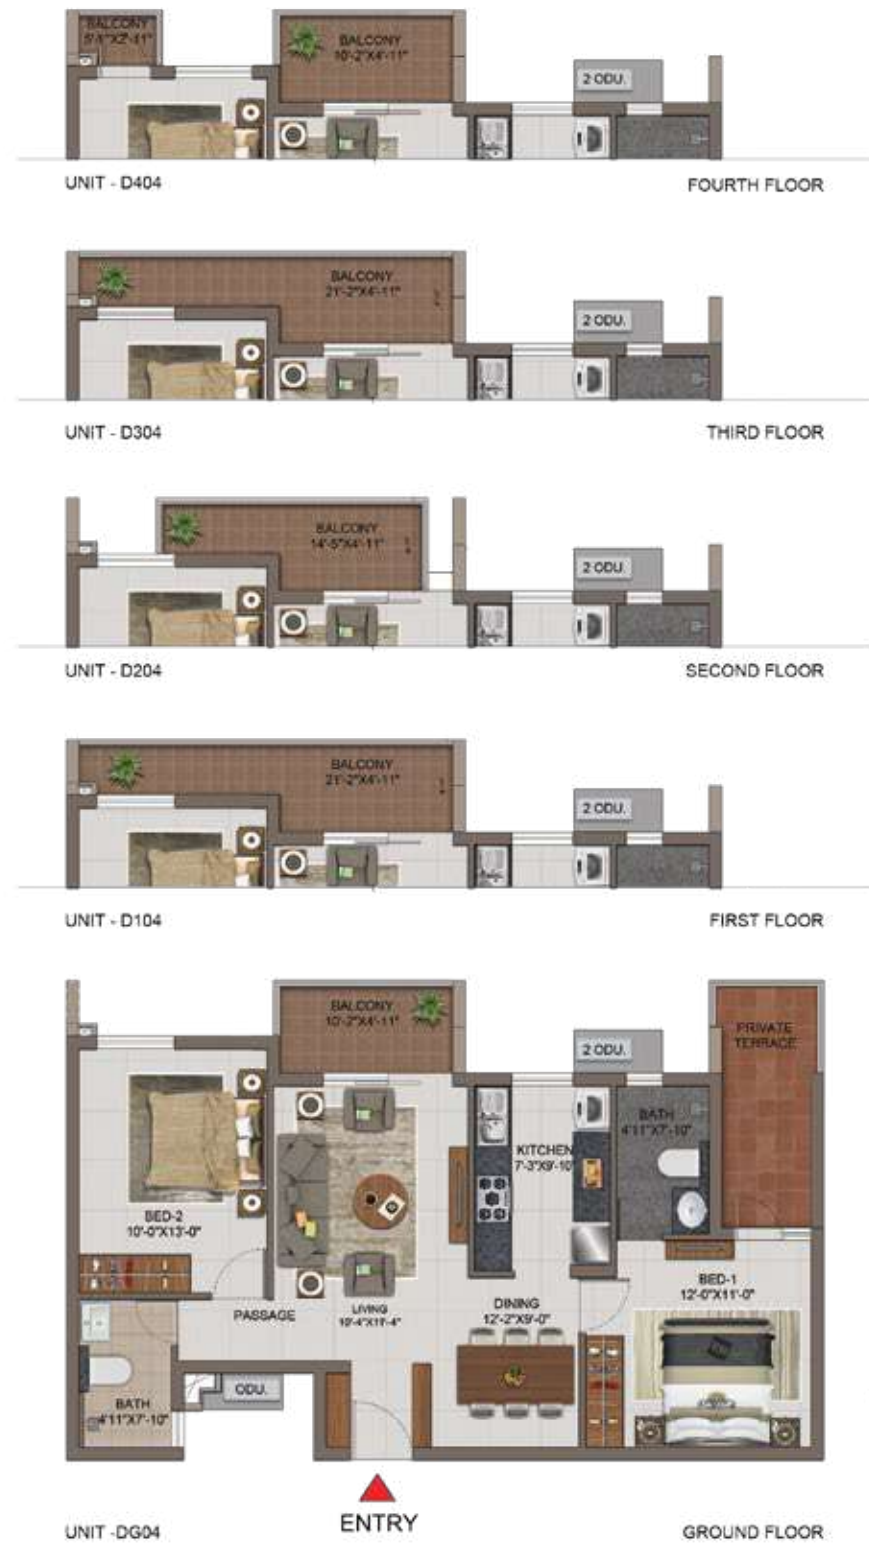 BALCONY
5'-1"X2'-11"
BALCONY
10'-2"X4'-11"
2 ODU.
UNIT - D404
FOURTH FLOOR
BALCONY
21'-2"X4'-11"
2 ODU.
UNIT - D304
THIRD FLOOR
BALCONY
14'-5"X4'-11"
2 ODU.
UNIT - D204
SECOND FLOOR
BALCONY
21'-2"X4'-11"
2 ODU.
UNIT - D104
FIRST FLOOR
BALCONY
10'-2"X4'-11"
PRIVATE
TERRACE
2 ODU.
BATH
4'11"X7'-10"
KITCHEN
7'-3"X9'-10"
BED-2
10'-0"X13'-0"
BED-1
12'-0"X11'-0"
PASSAGE
LIVING
DINING
12'-2"X9'-0"
ODU.
BATH
4'11"X7'-10"
ENTRY
UNIT -DG04
GROUND FLOOR